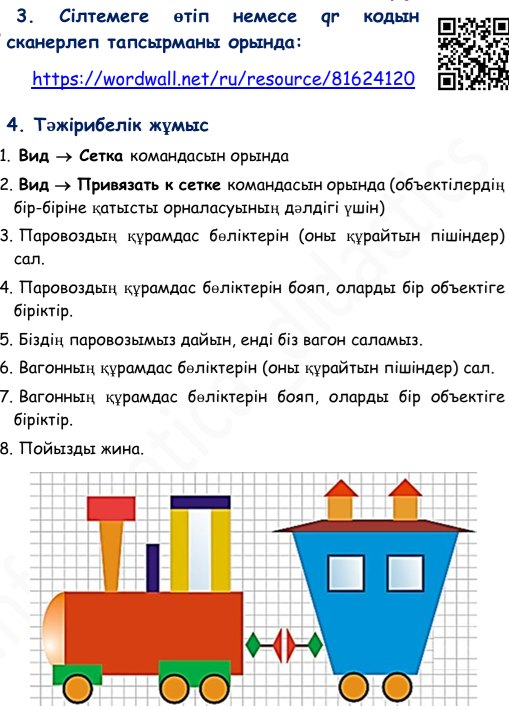 3. Сілтемеге өтіп немесе qr кодын
сканерлеп тапсырманы орында:
https://wordwall.net/ru/resource/81624120
4. Тәжірибелік жұмыс
1. Вид → Сетка командасын орында
2. Вид → Привязать к сетке командасын орында (объектілердің
бір-біріне қатысты орналасуының дәлдігі үшін)
3. Паровоздың құрамдас бөліктерін (оны құрайтын пішіндер)
сал.
4. Паровоздың құрамдас бөліктерін бояп, оларды бір объектіге
біріктір.
5. Біздің паровозымыз дайын, енді біз вагон саламыз.
6. Вагонның құрамдас бөліктерін (оны құрайтын пішіндер) сал.
7. Вагонның құрамдас бөліктерін бояп, оларды бір объектіге
біріктір.
8. Пойызды жина.